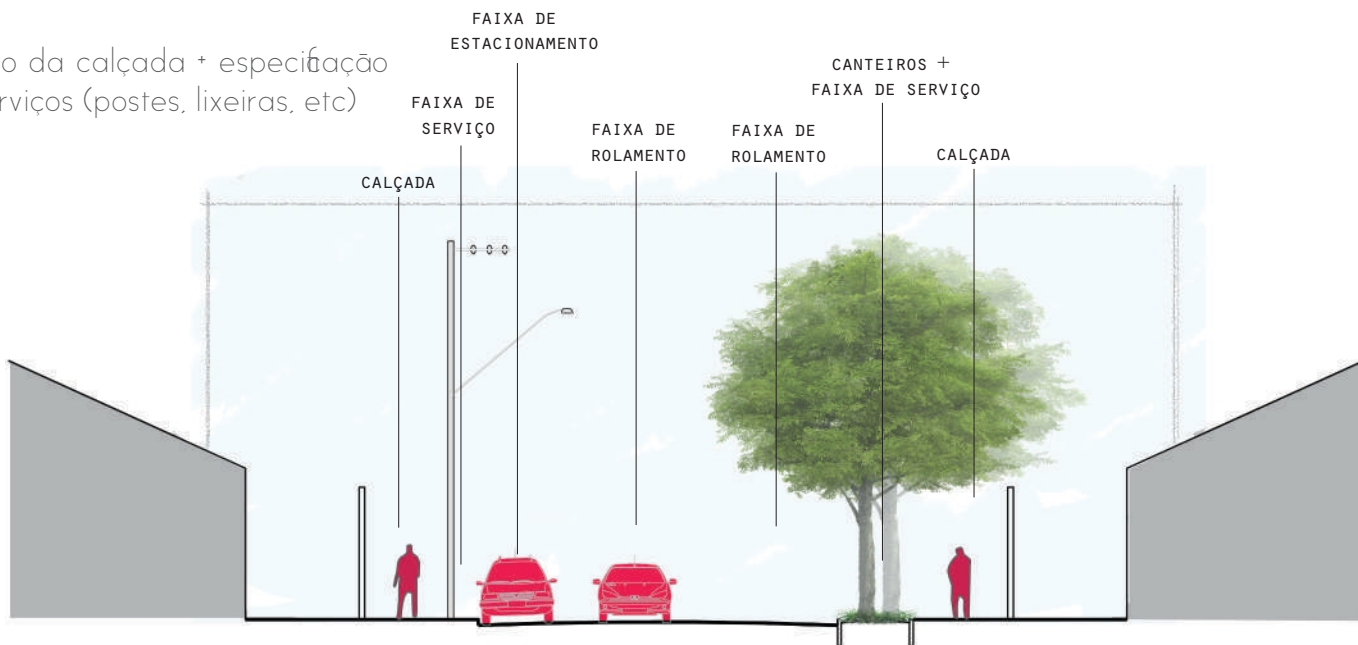 o da calçada + especificação
rviços (postes, lixeiras, etc)
FAIXA DE
ESTACIONAMENTO
CANTEIROS +
FAIXA DE SERVIÇO
FAIXA DE
SERVIÇO
FAIXA DE
ROLAMENTO
FAIXA DE
ROLAMENTO
CALÇADA
CALÇADA